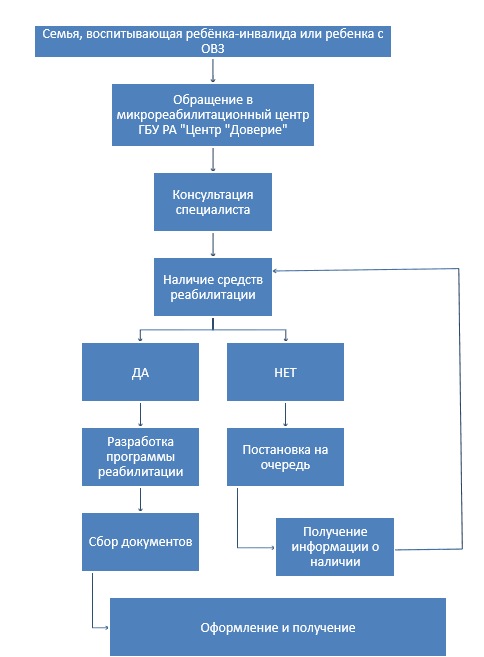 Семья, воспитывающая ребёнка-инвалида или ребенка с
ОВЗ
Обращение в
микрореабилитационный центр
ГБУ РА "Центр "Доверие"
Консультация
специалиста
Наличие средств
реабилитации
ДА
НЕТ
Разработка
программы
реабилитации
Постановка на
очередь
Сбор документов
Получение
информации о
наличии
Оформление и получение